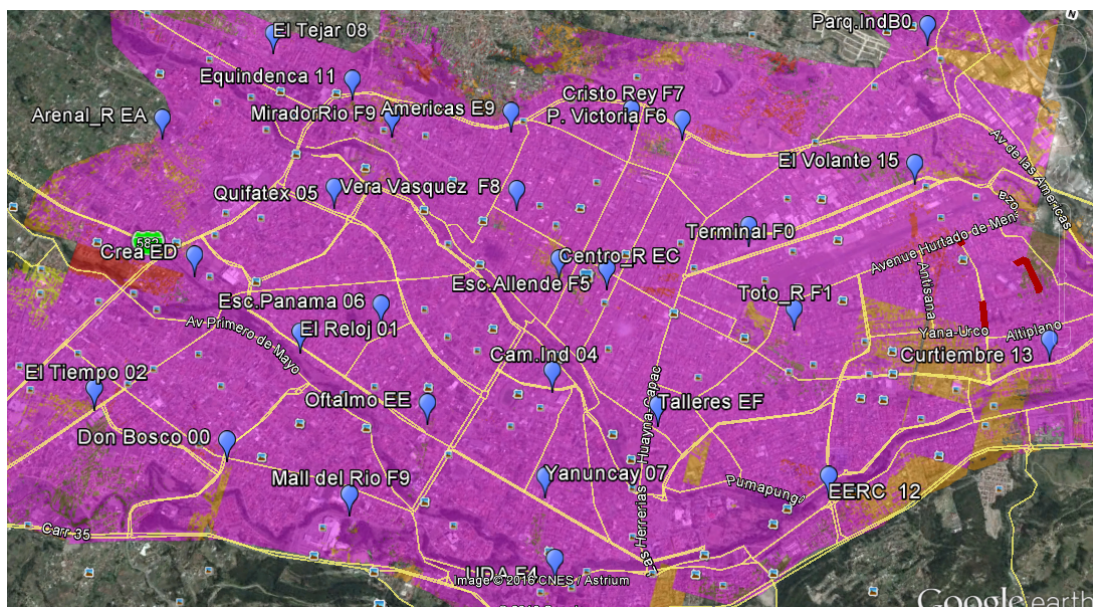 El Tejar 08
Parq.IndB0
Equindenca 11
Cristo Rey F7
Arenal_R EA
MiradorRio F9
Americas E9
P. Victoria F6
Av de las Americas
El Volante 15
Quifatex 05
Vera Vasquez F8
Terminal F0
582
Crea ED
Centro_R EC
Avenue Hurtado de Men
oza
Esc.Allende F5
Antisana
Esc.Panama 06
Toto_R F1
Av Primero de Mayo
El Reloj 01
Yana-Urco
Altiplano
Cam.Ind 04
Curtiembre 13
El Tiempo 02
Oftalmo EE
Talleres EF
Huayna-Capac
Don Bosco 00
Mall del Rio F9
Yanuncay 07
Pumapungo
EERC 12
Las Herrerias
Carr 35
UDA F4
Image © 2016 CNES / Astrium
Google earth